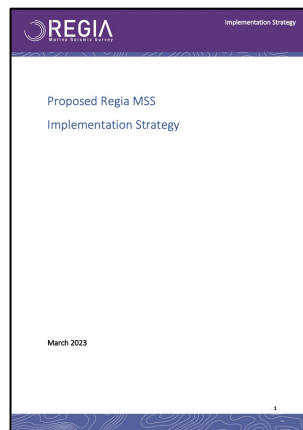 REGIA
Marine Seismic Survey
Implementation Strategy
Proposed Regia MSS
Implementation Strategy
March 2023
1